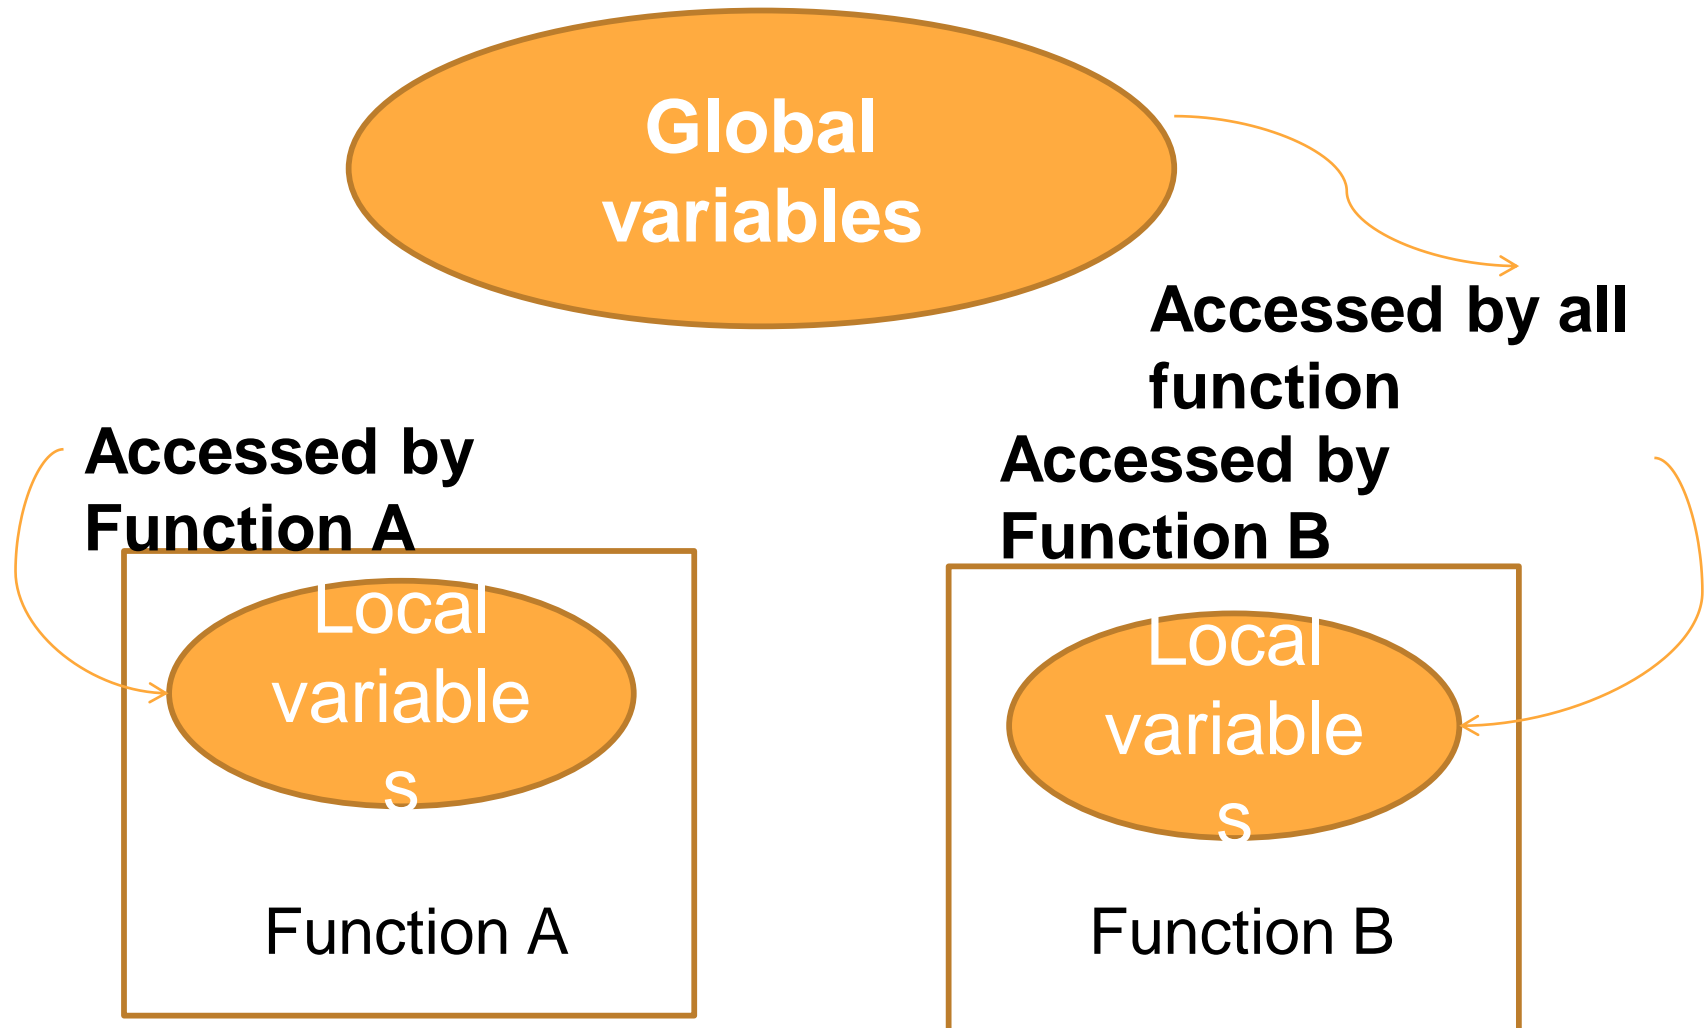 Global
variables
Accessed by all
function
Accessed by
Function A
Accessed by
Function B
Local
variable
s
Function A
Local
variable
s
Function B